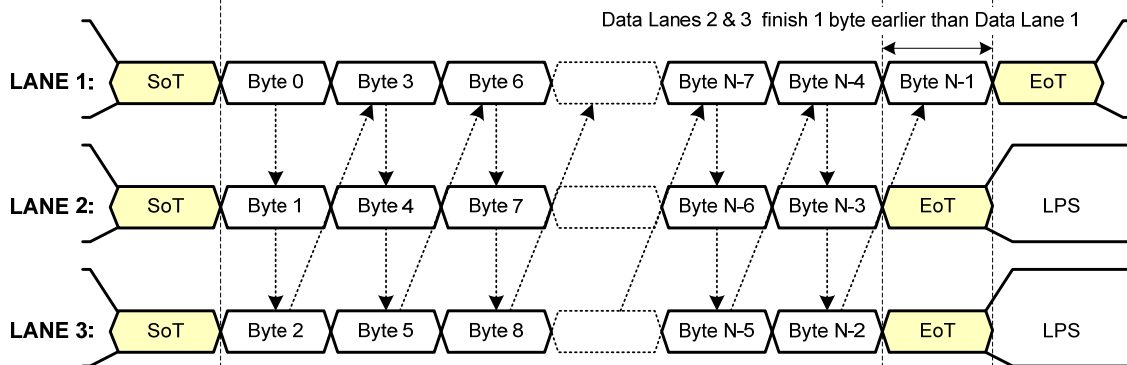 Data Lanes 2 & 3 finish 1 byte earlier than Data Lane 1
LANE 1: SoT Byte 0 Byte 3 Byte 6 Byte N-7 Byte N-4 Byte N-1 EoT
LANE 2: SoT Byte 1 Byte 4 Byte 7 Byte N-6 Byte N-3 EoT LPS
LANE 3: SoT Byte 2 Byte 5 Byte 8 Byte N-5 Byte N-2 EoT LPS